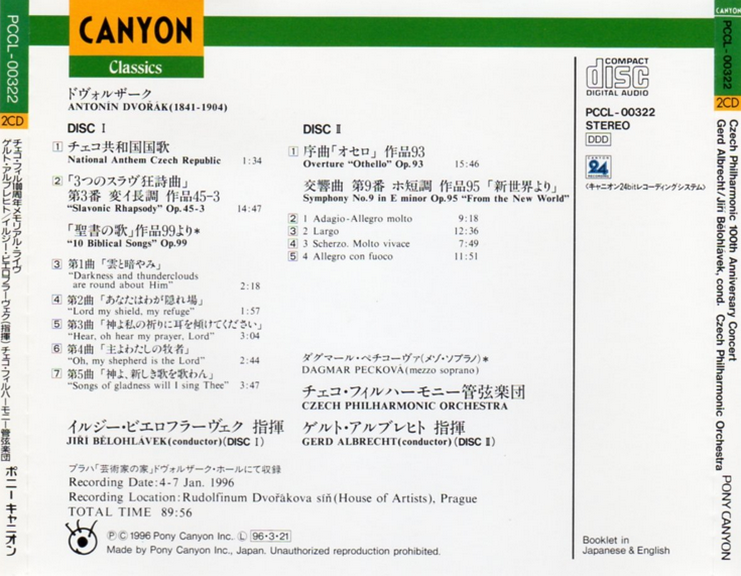 PCCL-00322
2CD
チェコ・フィル100周年メモリアル・ライヴ
ゲルト・アルブレヒト/イルジー・ビエロフラーヴェク(指揮) チェコ・フィルハーモニー管弦楽団
ポニー キャニオン
CANYON
Classics
ドヴォルザーク
ANTONÍN DVOŘÁK(1841-1904)
DISC Ⅰ
1 チェコ共和国国歌
National Anthem Czech Republic 1:34
2 「3つのスラヴ狂詩曲」
第3番 変イ長調 作品45-3
"Slavonic Rhapsody" Op.45-3 14:47
「聖書の歌」作品99より*
"10 Biblical Songs" Op.99
3 第1曲「雲と暗やみ」
"Darkness and thunderclouds
are round about Him" 2:18
4 第2曲「あなたはわが隠れ場」
"Lord my shield, my refuge" 1:57
5 第3曲「神よ私の祈りに耳を傾けてください」
"Hear, oh hear my prayer, Lord" 3:04
6 第4曲「主よわたしの牧者」
"Oh, my shepherd is the Lord" 2:44
7 第5曲「神よ、新しき歌を歌わん」
"Songs of gladness will I sing Thee" 3:47
イルジー・ビエロフラーヴェク 指揮
JIŘÍ BĚLOHLÁVEK(conductor)(DISC Ⅰ)
DISC Ⅱ
1 序曲「オセロ」 作品93
Overture "Othello" Op.93 15:46
交響曲 第9番 ホ短調 作品95「新世界より」
Symphony No.9 in E minor Op.95 "From the New World"
2 1 Adagio-Allegro molto 9:18
3 2 Largo 12:36
4 3 Scherzo. Molto vivace 7:49
5 4 Allegro con fuoco 11:51
ダグマール・ペチコーヴァ(メゾ・ソプラノ)*
DAGMAR PECKOVÁ(mezzo soprano)
チェコ・フィルハーモニー管弦楽団
CZECH PHILHARMONIC ORCHESTRA
ゲルト・アルブレヒト 指揮
GERD ALBRECHT(conductor)(DISC Ⅱ)
プラハ「芸術家の家」ドヴォルザーク・ホールにて収録
Recording Date:4-7 Jan. 1996
Recording Location:Rudolfinum Dvořákova síň(House of Artists), Prague
TOTAL TIME 89:56
Ⓟ Ⓒ 1996 Pony Canyon Inc. Ⓛ 96・3・21
Made by Pony Canyon Inc., Japan. Unauthorized reproduction prohibited.
COMPACT
disc
DIGITAL AUDIO
PCCL-00322
STEREO
DDD
CANYON
24
(キャニオン24bitレコーディングシステム)
Booklet in
Japanese & English
CANYON
PCCL-00322
2CD
Czech Philharmonic 100th Anniversary Concert
Gerd Albrecht/Jiří Bělohlávek, cond. Czech Philharmonic Orchestra
PONY CANYON